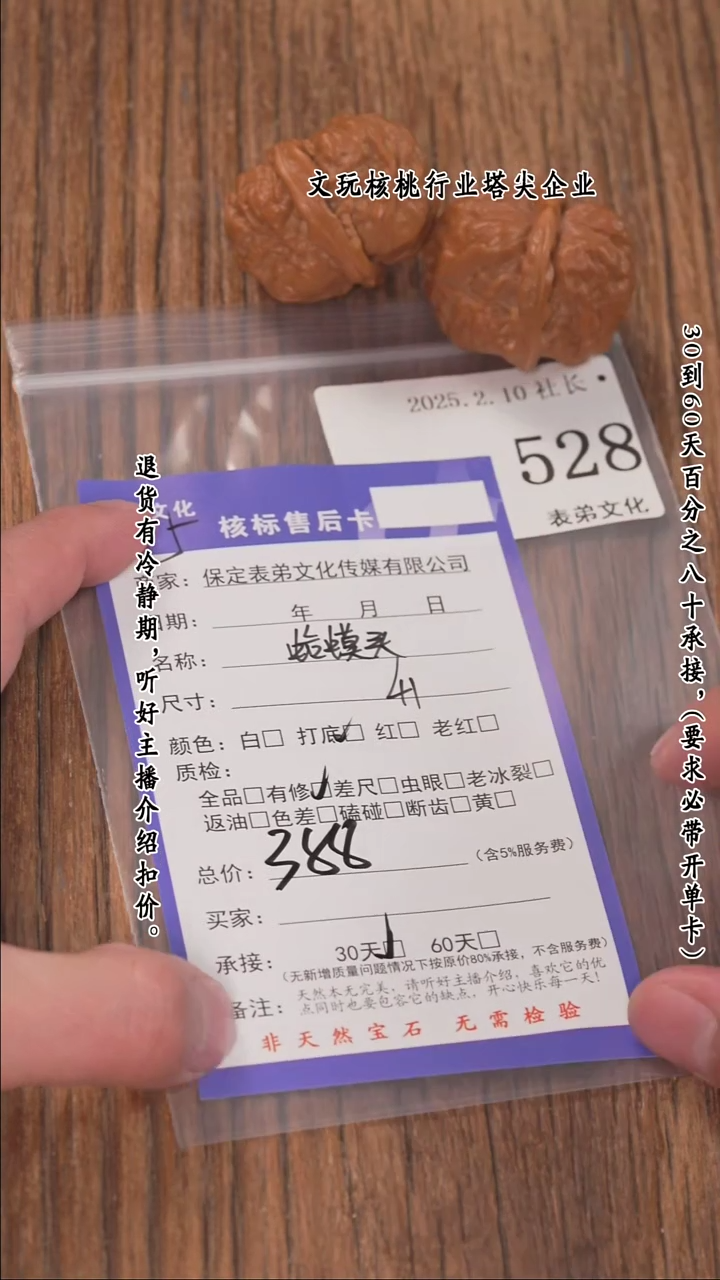 文玩核桃行业塔尖企业
30到60天百分之八十承接，（要求必带开单卡）
退货有冷静期，听好主播介绍扣价。
2025.2.10 社长
528
表弟文化
文化
核标售后卡
家：保定表弟文化传媒有限公司
日期： 年 月 日
名称： 蛤蟆头
尺寸： 41
颜色：白□ 打底☑ 红□ 老红□
质检：
全品□有修☑差尺□虫眼□老冰裂□
返油□色差□磕碰□断齿□黄□
总价： 388 （含5%服务费）
买家：
承接： 30天☑ 60天□
（无新增质量问题情况下按原价80%承接，不含服务费）
备注： 天然本无完美，请听好主播介绍，喜欢它的优
点同时也要包容它的缺点，开心快乐每一天！
非天然宝石 无需检验